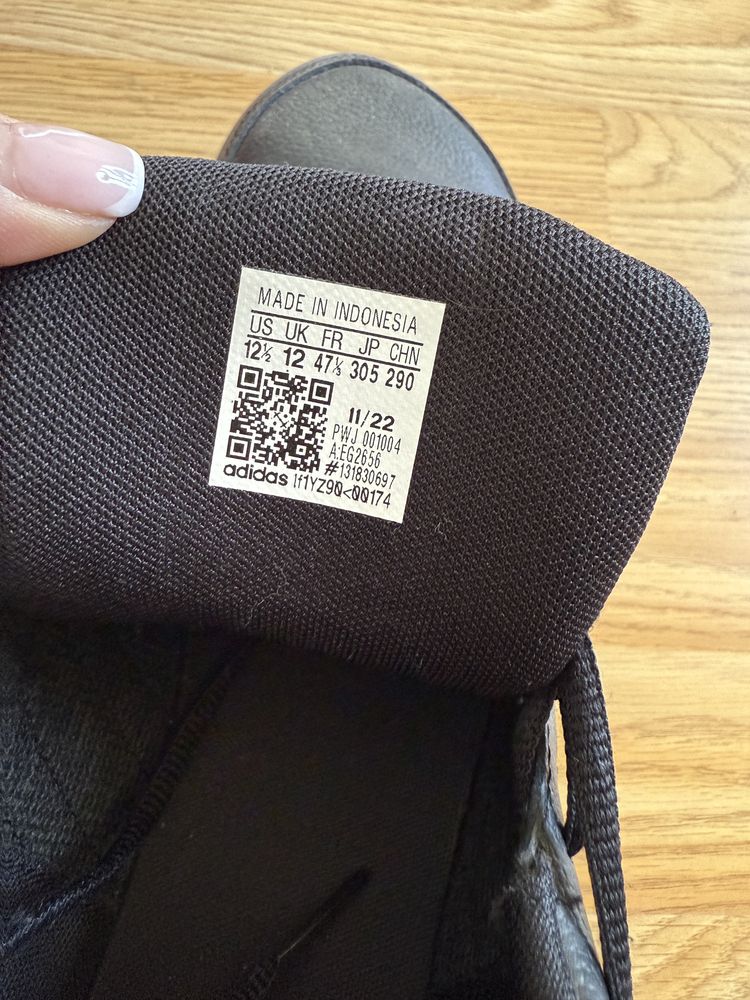 MADE IN INDONESIA
US UK FR JP CHN
12½ 12 47⅓ 305 290
11/22
PWJ 001004
A:EG2656
#131830697
adidas lf1YZ90<00174